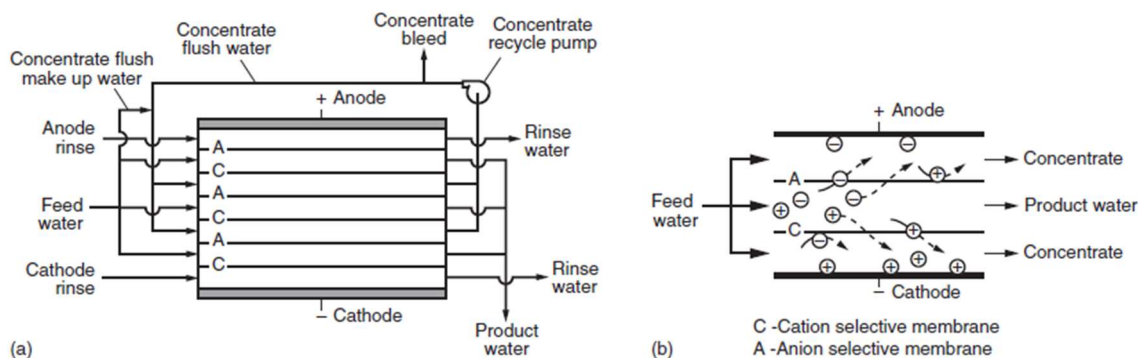 Concentrate
bleed
Concentrate
flush water
Concentrate
recycle pump
Concentrate flush
make up water
+ Anode
Anode
rinse
Rinse
water
A
C
A
Feed
water
C
A
C
Cathode
rinse
Rinse
water
− Cathode
Product
water
(a)
+ Anode
Concentrate
A
Feed
water
Product water
C
Concentrate
− Cathode
C -Cation selective membrane
A -Anion selective membrane
(b)